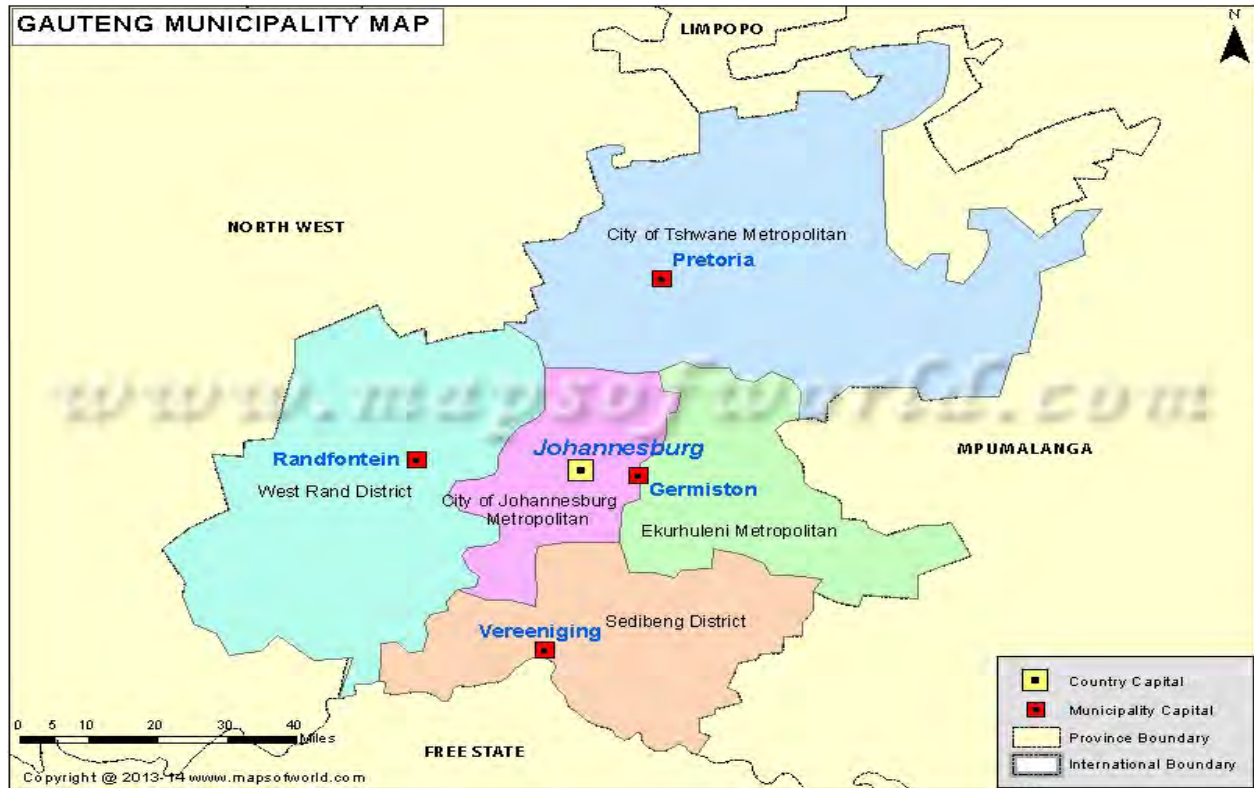 GAUTENG MUNICIPALITY MAP
LIMPOPO
N
NORTH WEST
City of Tshwane Metropolitan
Pretoria
www.mapsofworld.com
MPUMALANGA
Johannesburg
Randfontein
West Rand District
Germiston
City of Johannesburg
Metropolitan
Ekurhuleni Metropolitan
Sedibeng District
Vereeniging
FREE STATE
0 5 10 20 30 40
Miles
Copyright @ 2013-14 www.mapsofworld.com
Country Capital
Municipality Capital
Province Boundary
International Boundary